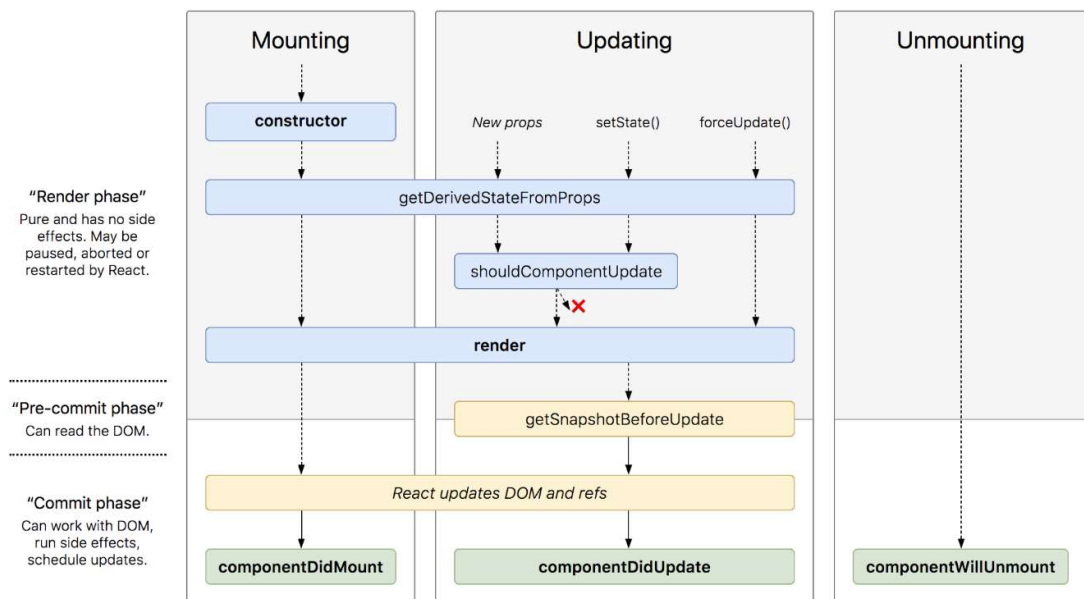 Mounting
Updating
Unmounting
constructor
New props
setState()
forceUpdate()
“Render phase”
Pure and has no side
effects. May be
paused, aborted or
restarted by React.
getDerivedStateFromProps
shouldComponentUpdate
render
“Pre-commit phase”
Can read the DOM.
getSnapshotBeforeUpdate
“Commit phase”
Can work with DOM,
run side effects,
schedule updates.
React updates DOM and refs
componentDidMount
componentDidUpdate
componentWillUnmount